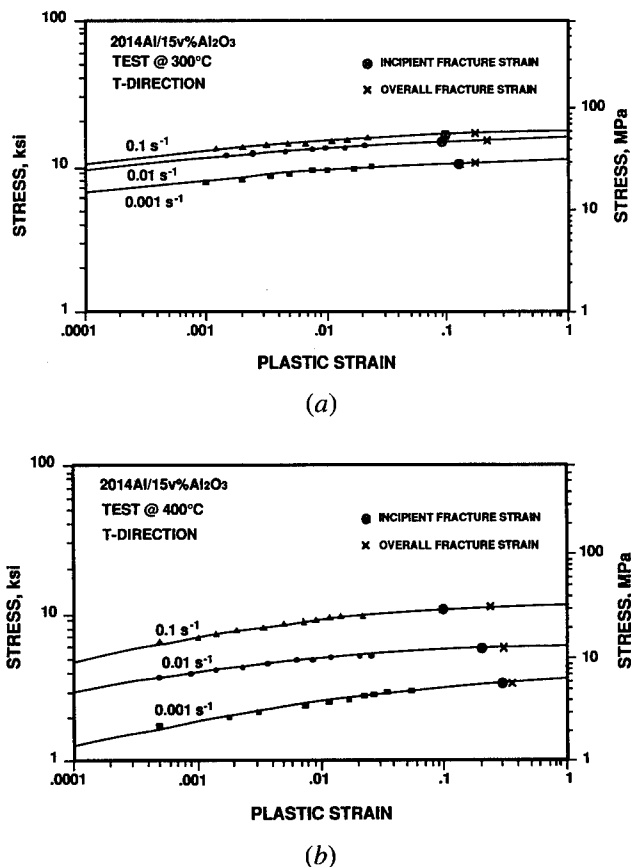 100
2014Al/15v%Al2O3
TEST @ 300°C
T-DIRECTION
INCIPIENT FRACTURE STRAIN
OVERALL FRACTURE STRAIN
100
0.1 s-1
10
0.01 s-1
0.001 s-1
10
1
1
.0001
.001
.01
.1
1
STRESS, ksi
STRESS, MPa
PLASTIC STRAIN
(a)
100
2014Al/15v%Al2O3
TEST @ 400°C
T-DIRECTION
INCIPIENT FRACTURE STRAIN
OVERALL FRACTURE STRAIN
100
10
0.1 s-1
0.01 s-1
10
0.001 s-1
1
1
.0001
.001
.01
.1
1
STRESS, ksi
STRESS, MPa
PLASTIC STRAIN
(b)